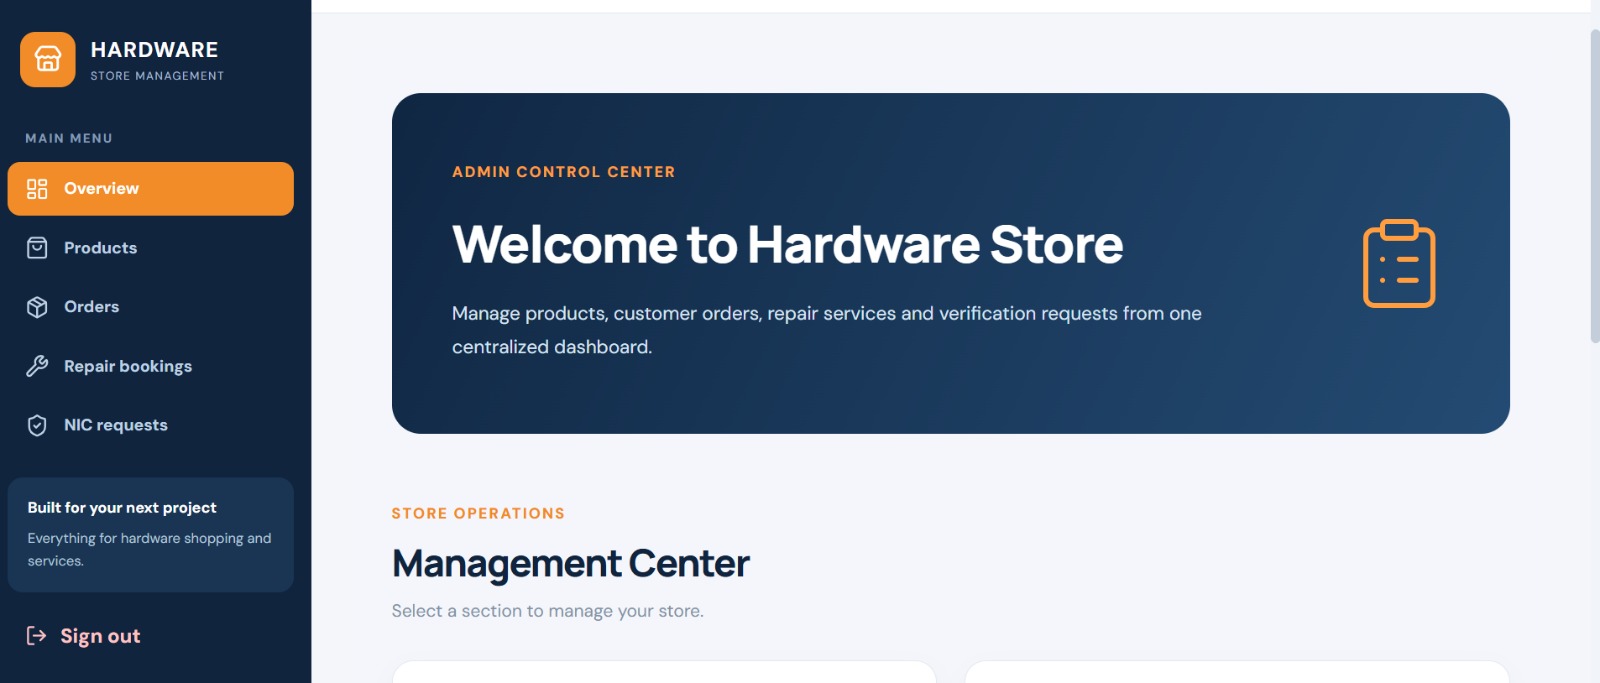 HARDWARE
STORE MANAGEMENT
MAIN MENU
Overview
Products
Orders
Repair bookings
NIC requests
Built for your next project
Everything for hardware shopping and
services.
Sign out
ADMIN CONTROL CENTER
Welcome to Hardware Store
Manage products, customer orders, repair services and verification requests from one
centralized dashboard.
STORE OPERATIONS
Management Center
Select a section to manage your store.